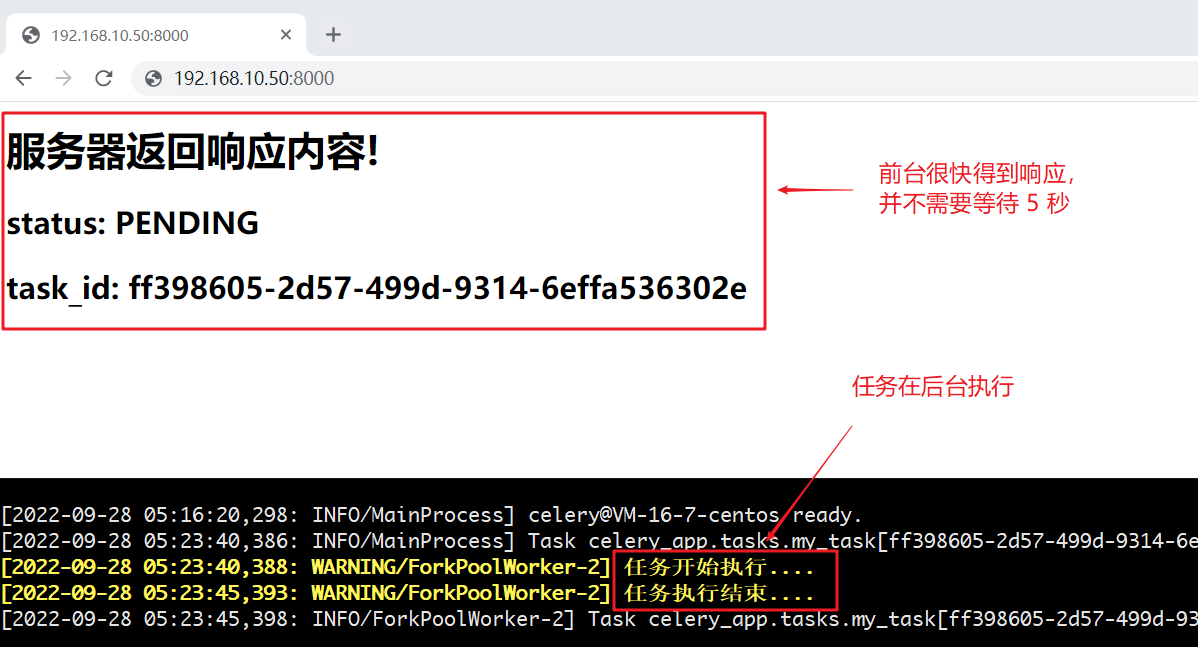 192.168.10.50:8000
192.168.10.50:8000
服务器返回响应内容!
status: PENDING
task_id: ff398605-2d57-499d-9314-6effa536302e
前台很快得到响应，
并不需要等待 5 秒
任务在后台执行
[2022-09-28 05:16:20,298: INFO/MainProcess] celery@VM-16-7-centos ready.
[2022-09-28 05:23:40,386: INFO/MainProcess] Task celery_app.tasks.my_task[ff398605-2d57-499d-9314-6e
[2022-09-28 05:23:40,388: WARNING/ForkPoolWorker-2] 任务开始执行....
[2022-09-28 05:23:45,393: WARNING/ForkPoolWorker-2] 任务执行结束....
[2022-09-28 05:23:45,398: INFO/ForkPoolWorker-2] Task celery_app.tasks.my_task[ff398605-2d57-499d-93